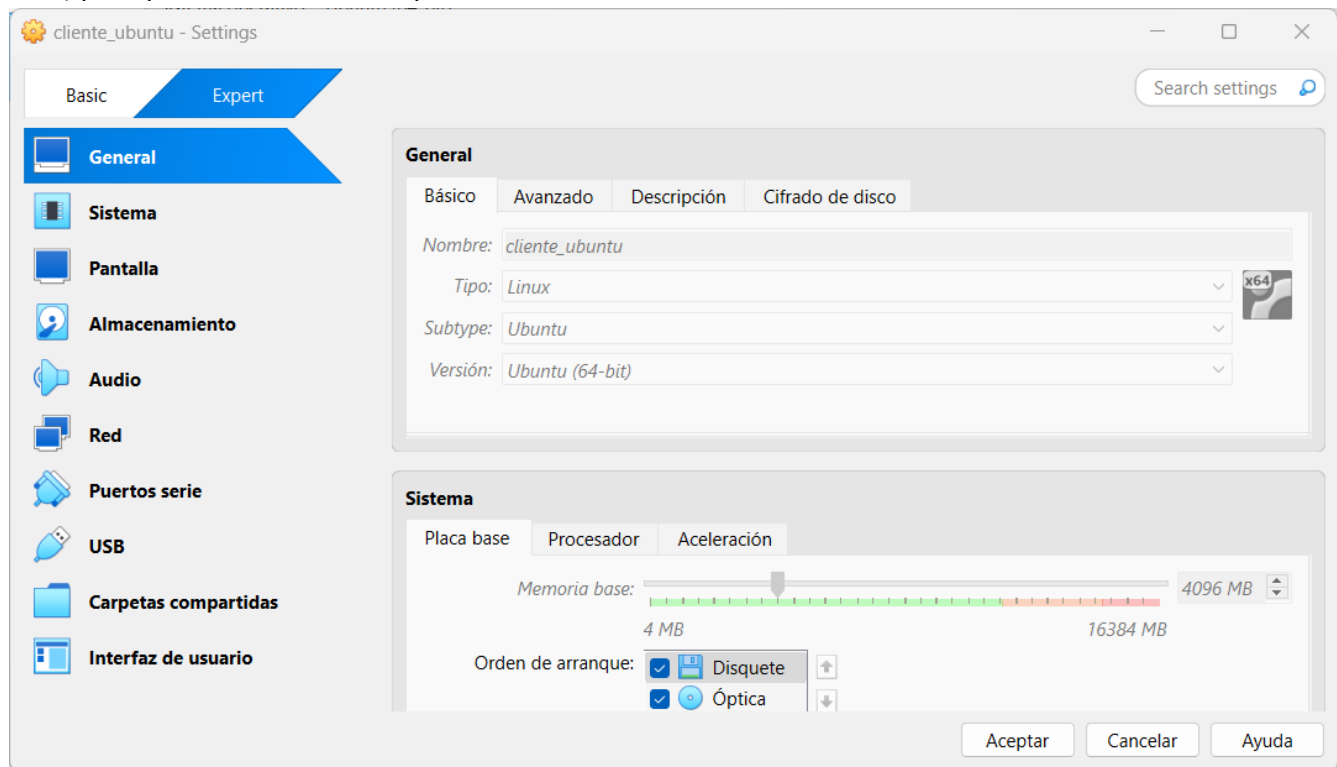 cliente_ubuntu - Settings
Basic Expert Search settings
General
Sistema
Pantalla
Almacenamiento
Audio
Red
Puertos serie
USB
Carpetas compartidas
Interfaz de usuario
General
Básico Avanzado Descripción Cifrado de disco
Nombre: cliente_ubuntu
Tipo: Linux
x64
Subtype: Ubuntu
Versión: Ubuntu (64-bit)
Sistema
Placa base Procesador Aceleración
Memoria base: 4096 MB
4 MB 16384 MB
Orden de arranque: Disquete
Óptica
Aceptar Cancelar Ayuda